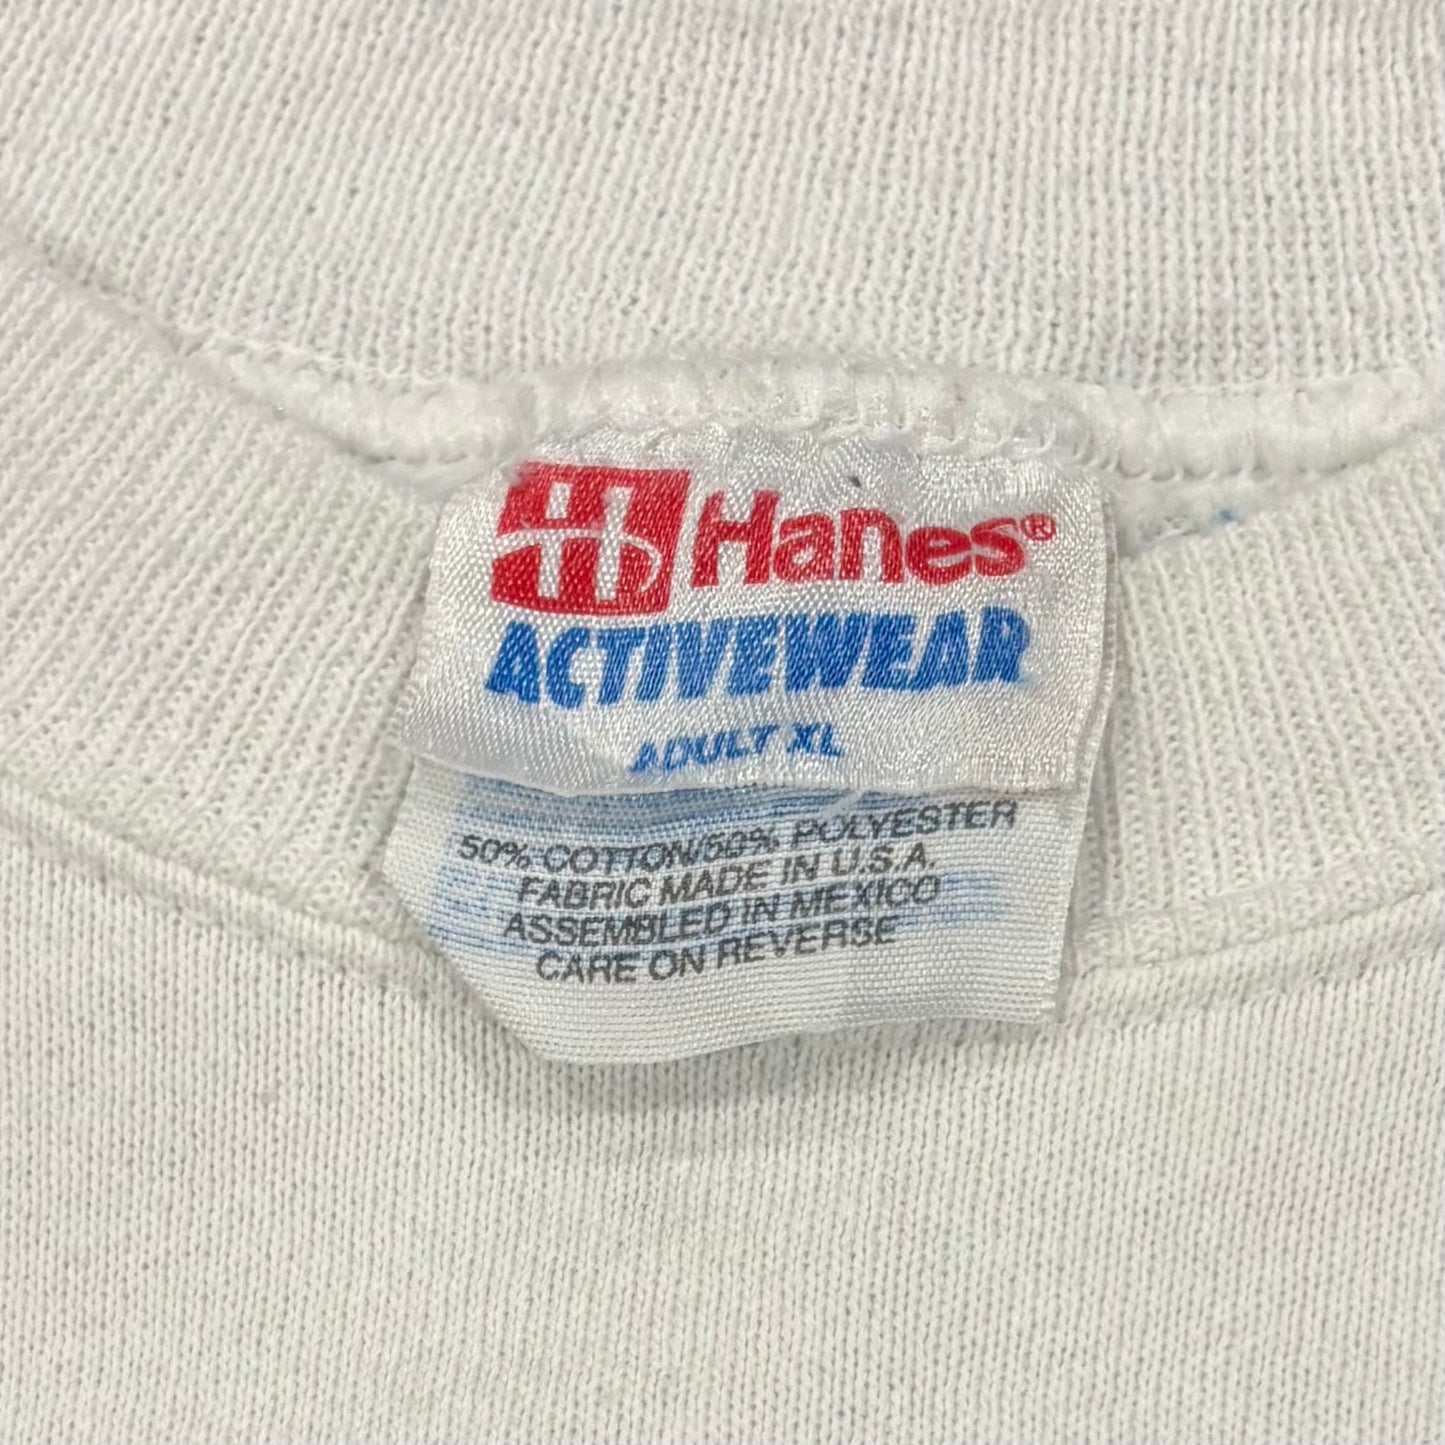 Hanes®
ACTIVEWEAR
ADULT XL
50% COTTON/50% POLYESTER
FABRIC MADE IN U.S.A.
ASSEMBLED IN MEXICO
CARE ON REVERSE